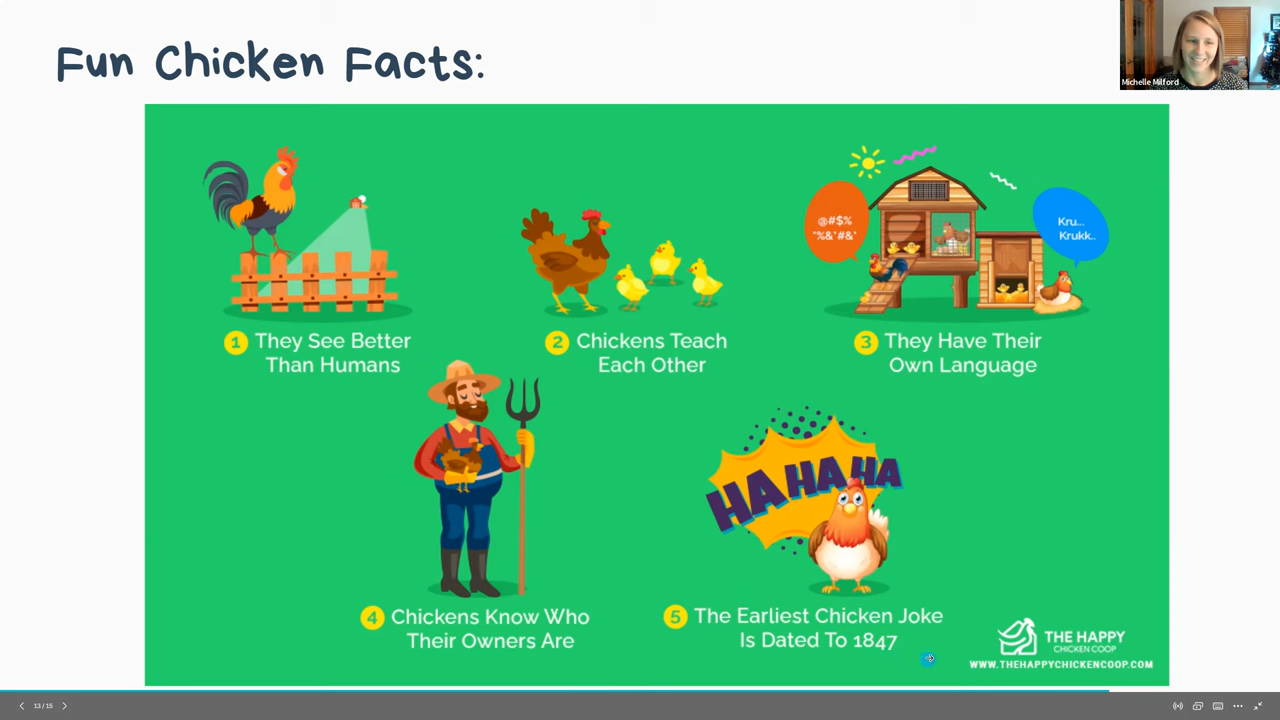 Fun Chicken Facts:
Michelle Milford
@#$%
*%&*#&*
Kru...
Krukk..
1 They See Better
Than Humans
2 Chickens Teach
Each Other
3 They Have Their
Own Language
HA HA HA
4 Chickens Know Who
Their Owners Are
5 The Earliest Chicken Joke
Is Dated To 1847
THE HAPPY
CHICKEN COOP
WWW.THEHAPPYCHICKENCOOP.COM
13 / 15